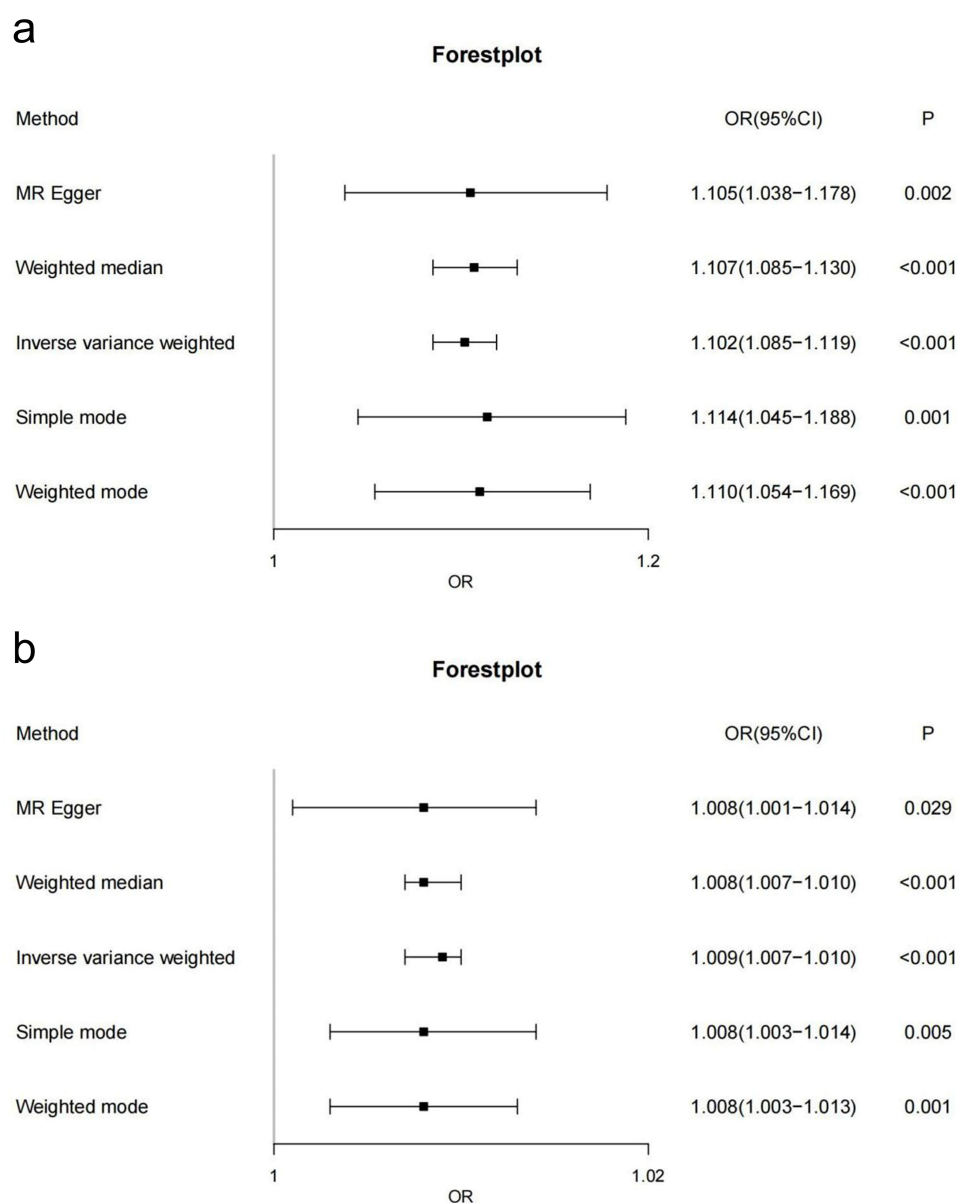 a
Forestplot
Method OR(95%CI) P
MR Egger 1.105(1.038−1.178) 0.002
Weighted median 1.107(1.085−1.130) <0.001
Inverse variance weighted 1.102(1.085−1.119) <0.001
Simple mode 1.114(1.045−1.188) 0.001
Weighted mode 1.110(1.054−1.169) <0.001
1 1.2
OR
b
Forestplot
Method OR(95%CI) P
MR Egger 1.008(1.001−1.014) 0.029
Weighted median 1.008(1.007−1.010) <0.001
Inverse variance weighted 1.009(1.007−1.010) <0.001
Simple mode 1.008(1.003−1.014) 0.005
Weighted mode 1.008(1.003−1.013) 0.001
1 1.02
OR